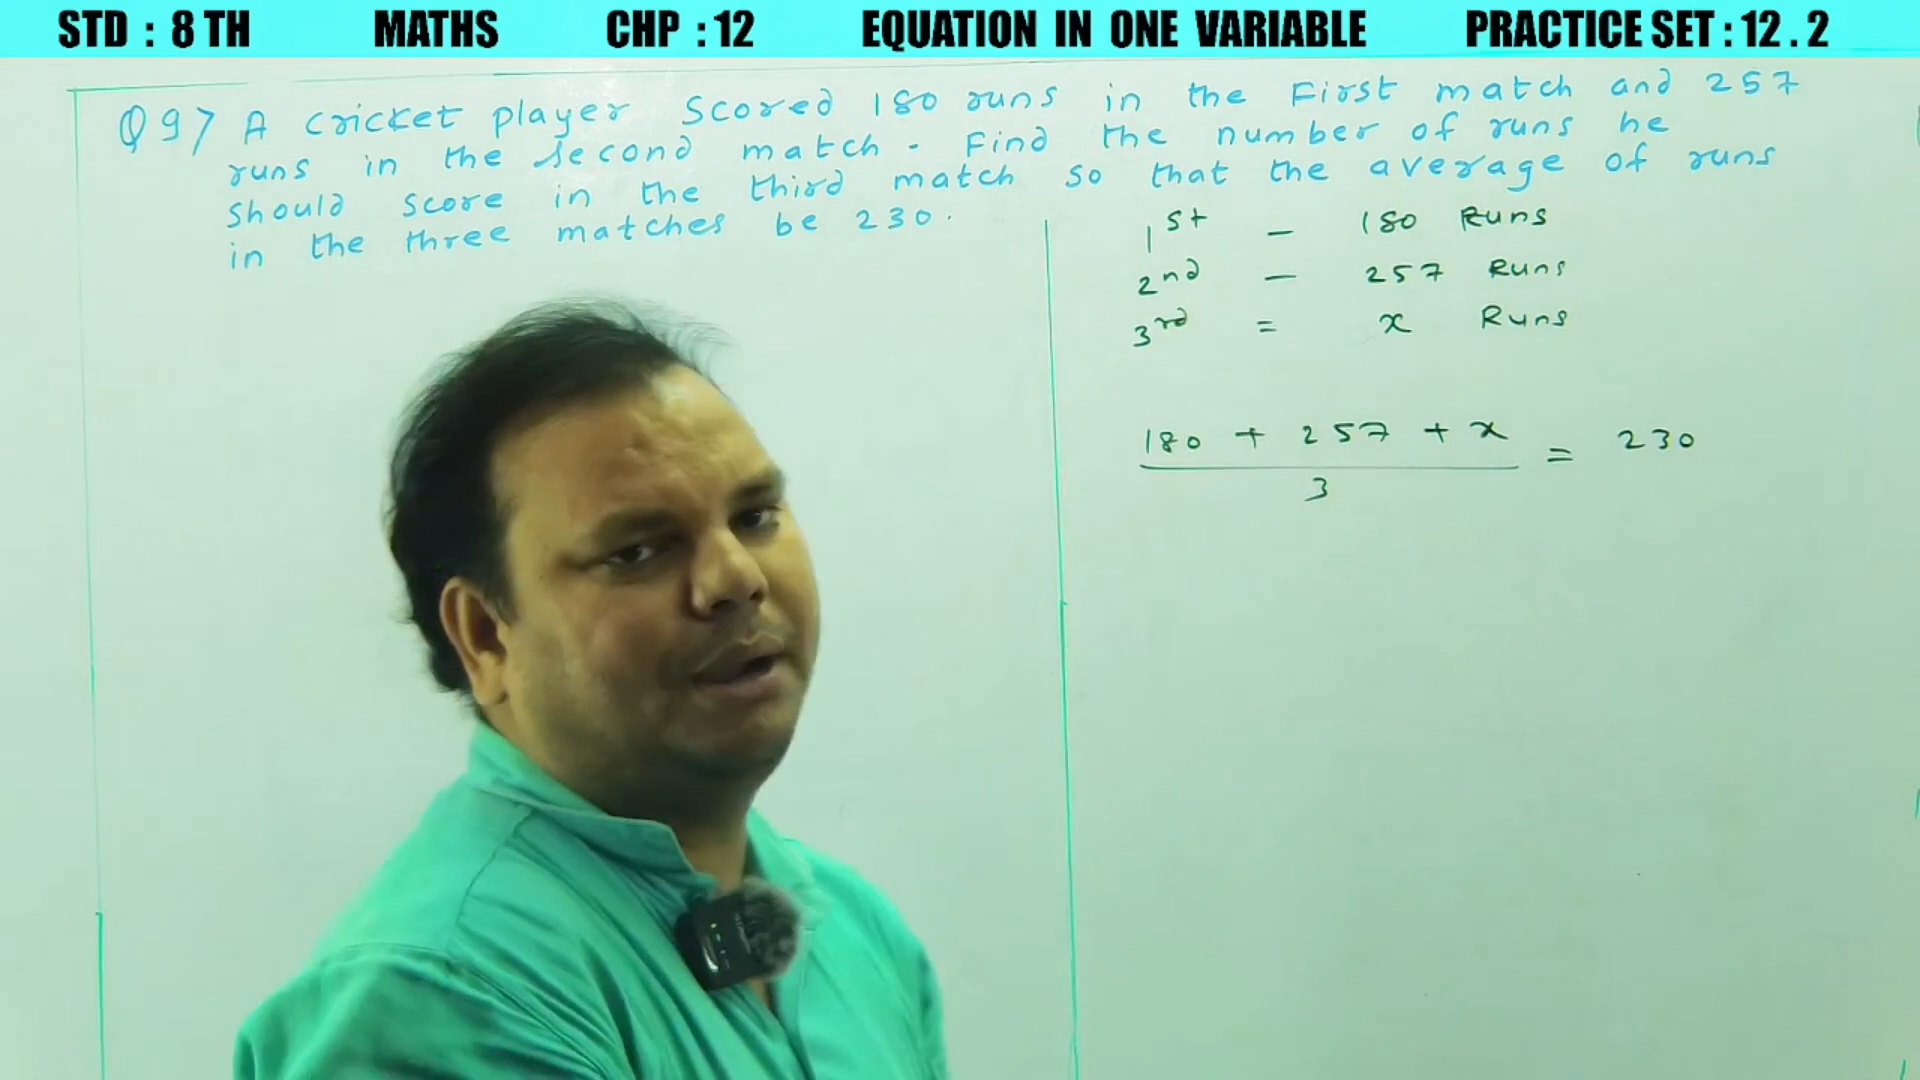 STD : 8 TH MATHS CHP : 12 EQUATION IN ONE VARIABLE PRACTICE SET : 12 . 2
Q 9> A cricket player scored 180 runs in the First match and 257
runs in the second match. Find the number of runs he
should score in the third match so that the average of runs
in the three matches be 230.
1st - 180 Runs
2nd - 257 Runs
3rd = x Runs
180 + 257 + x = 230
3